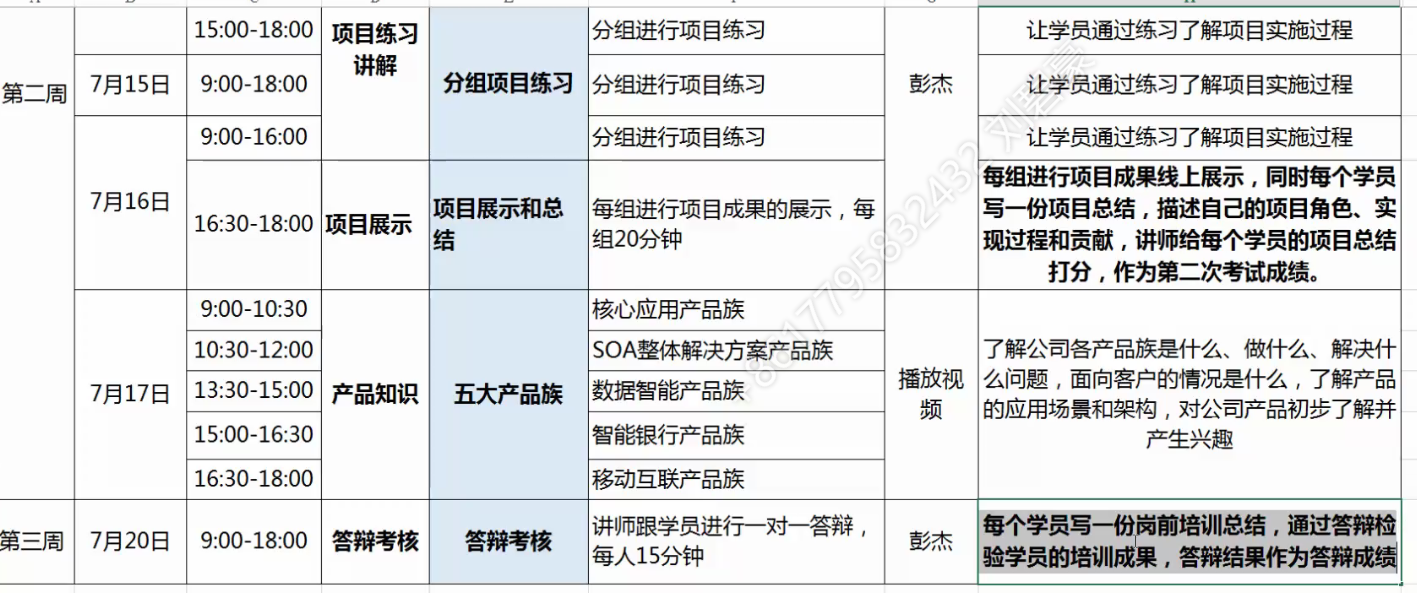 15:00-18:00
项目练习
讲解
分组项目练习
分组进行项目练习
彭杰
让学员通过练习了解项目实施过程
第二周
7月15日
9:00-18:00
分组进行项目练习
让学员通过练习了解项目实施过程
7月16日
9:00-16:00
分组进行项目练习
让学员通过练习了解项目实施过程
16:30-18:00
项目展示
项目展示和总
结
每组进行项目成果的展示，每
组20分钟
每组进行项目成果线上展示，同时每个学员
写一份项目总结，描述自己的项目角色、实
现过程和贡献，讲师给每个学员的项目总结
打分，作为第二次考试成绩。
7月17日
9:00-10:30
产品知识
五大产品族
核心应用产品族
播放视
频
了解公司各产品族是什么、做什么、解决什
么问题，面向客户的情况是什么，了解产品
的应用场景和架构，对公司产品初步了解并
产生兴趣
10:30-12:00
SOA整体解决方案产品族
13:30-15:00
数据智能产品族
15:00-16:30
智能银行产品族
16:30-18:00
移动互联产品族
第三周
7月20日
9:00-18:00
答辩考核
答辩考核
讲师跟学员进行一对一答辩，
每人15分钟
彭杰
每个学员写一份岗前培训总结，通过答辩检
验学员的培训成果，答辩结果作为答辩成绩